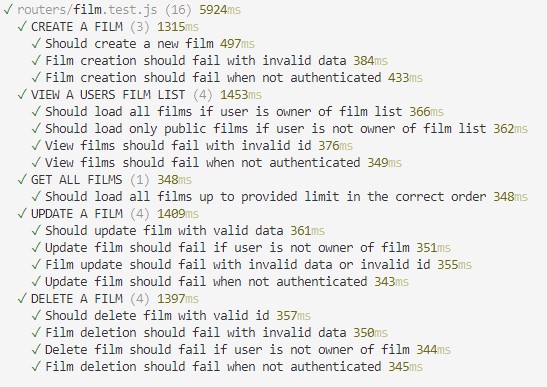 ✓ routers/film.test.js (16) 5924ms
✓ CREATE A FILM (3) 1315ms
✓ Should create a new film 497ms
✓ Film creation should fail with invalid data 384ms
✓ Film creation should fail when not authenticated 433ms
✓ VIEW A USERS FILM LIST (4) 1453ms
✓ Should load all films if user is owner of film list 366ms
✓ Should load only public films if user is not owner of film list 362ms
✓ View films should fail with invalid id 376ms
✓ View films should fail when not authenticated 349ms
✓ GET ALL FILMS (1) 348ms
✓ Should load all films up to provided limit in the correct order 348ms
✓ UPDATE A FILM (4) 1409ms
✓ Should update film with valid data 361ms
✓ Update film should fail if user is not owner of film 351ms
✓ Film update should fail with invalid data or invalid id 355ms
✓ Update film should fail when not authenticated 343ms
✓ DELETE A FILM (4) 1397ms
✓ Should delete film with valid id 357ms
✓ Film deletion should fail with invalid data 350ms
✓ Delete film should fail if user is not owner of film 344ms
✓ Film deletion should fail when not authenticated 345ms